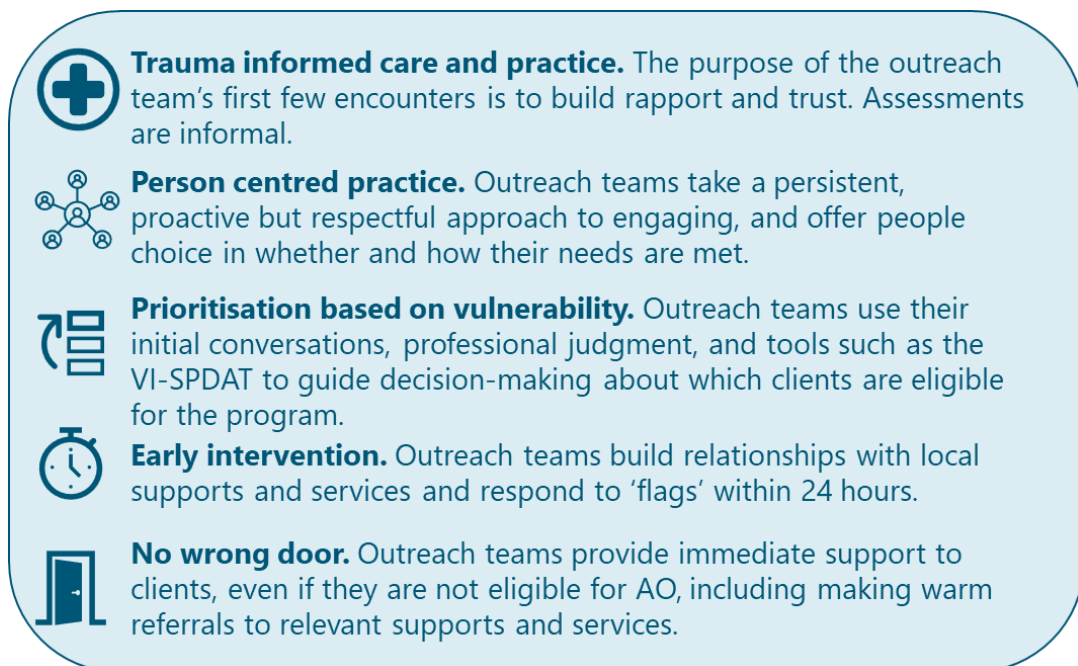 Trauma informed care and practice. The purpose of the outreach
team's first few encounters is to build rapport and trust. Assessments
are informal.
Person centred practice. Outreach teams take a persistent,
proactive but respectful approach to engaging, and offer people
choice in whether and how their needs are met.
Prioritisation based on vulnerability. Outreach teams use their
initial conversations, professional judgment, and tools such as the
VI-SPDAT to guide decision-making about which clients are eligible
for the program.
Early intervention. Outreach teams build relationships with local
supports and services and respond to ‘flags’ within 24 hours.
No wrong door. Outreach teams provide immediate support to
clients, even if they are not eligible for AO, including making warm
referrals to relevant supports and services.